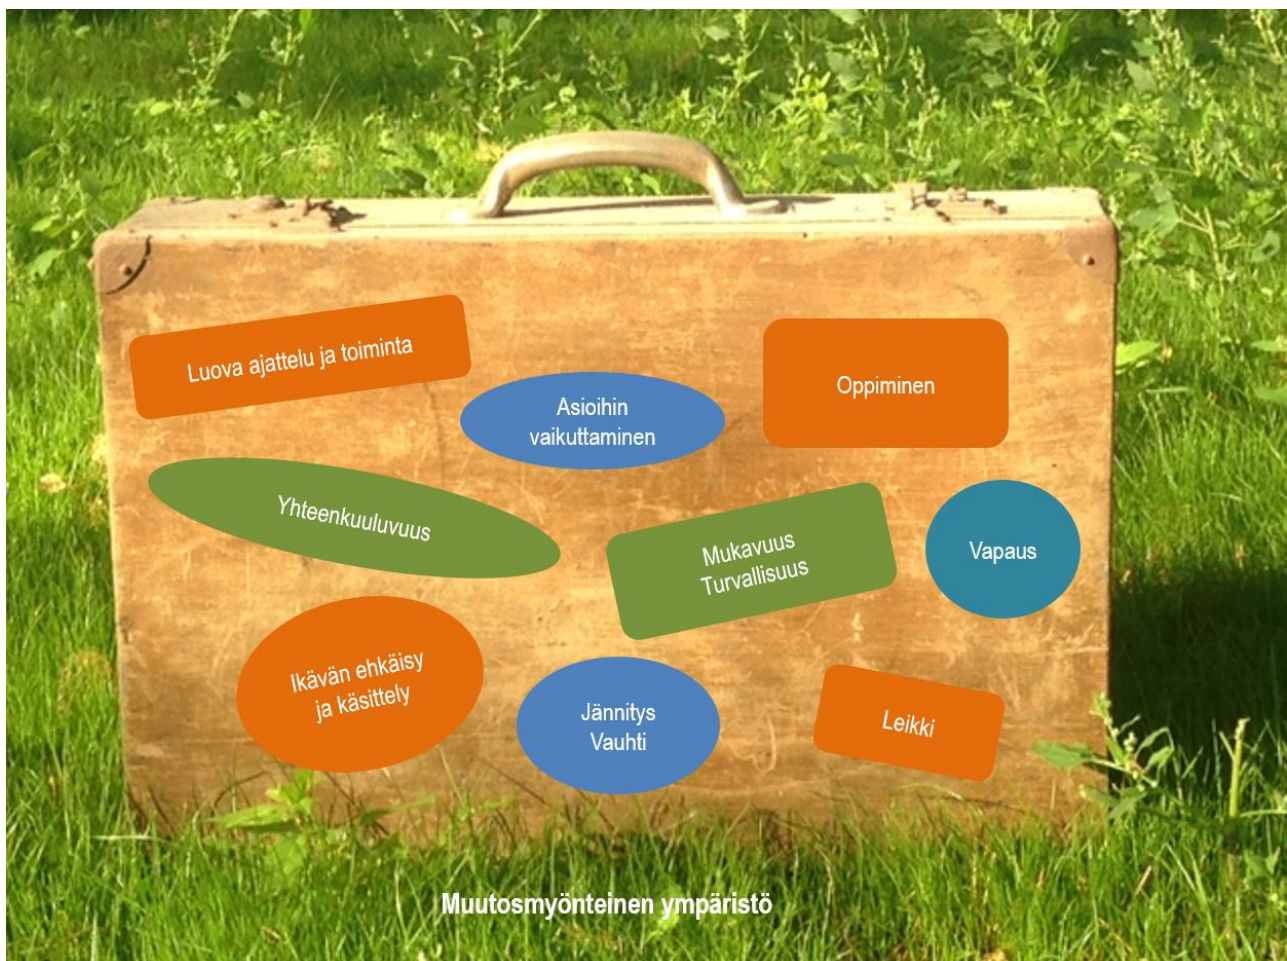 Luova ajattelu ja toiminta
Asioihin
vaikuttaminen
Oppiminen
Yhteenkuuluvuus
Mukavuus
Turvallisuus
Vapaus
Ikävän ehkäisy
ja käsittely
Jännitys
Vauhti
Leikki
Muutosmyönteinen ympäristö